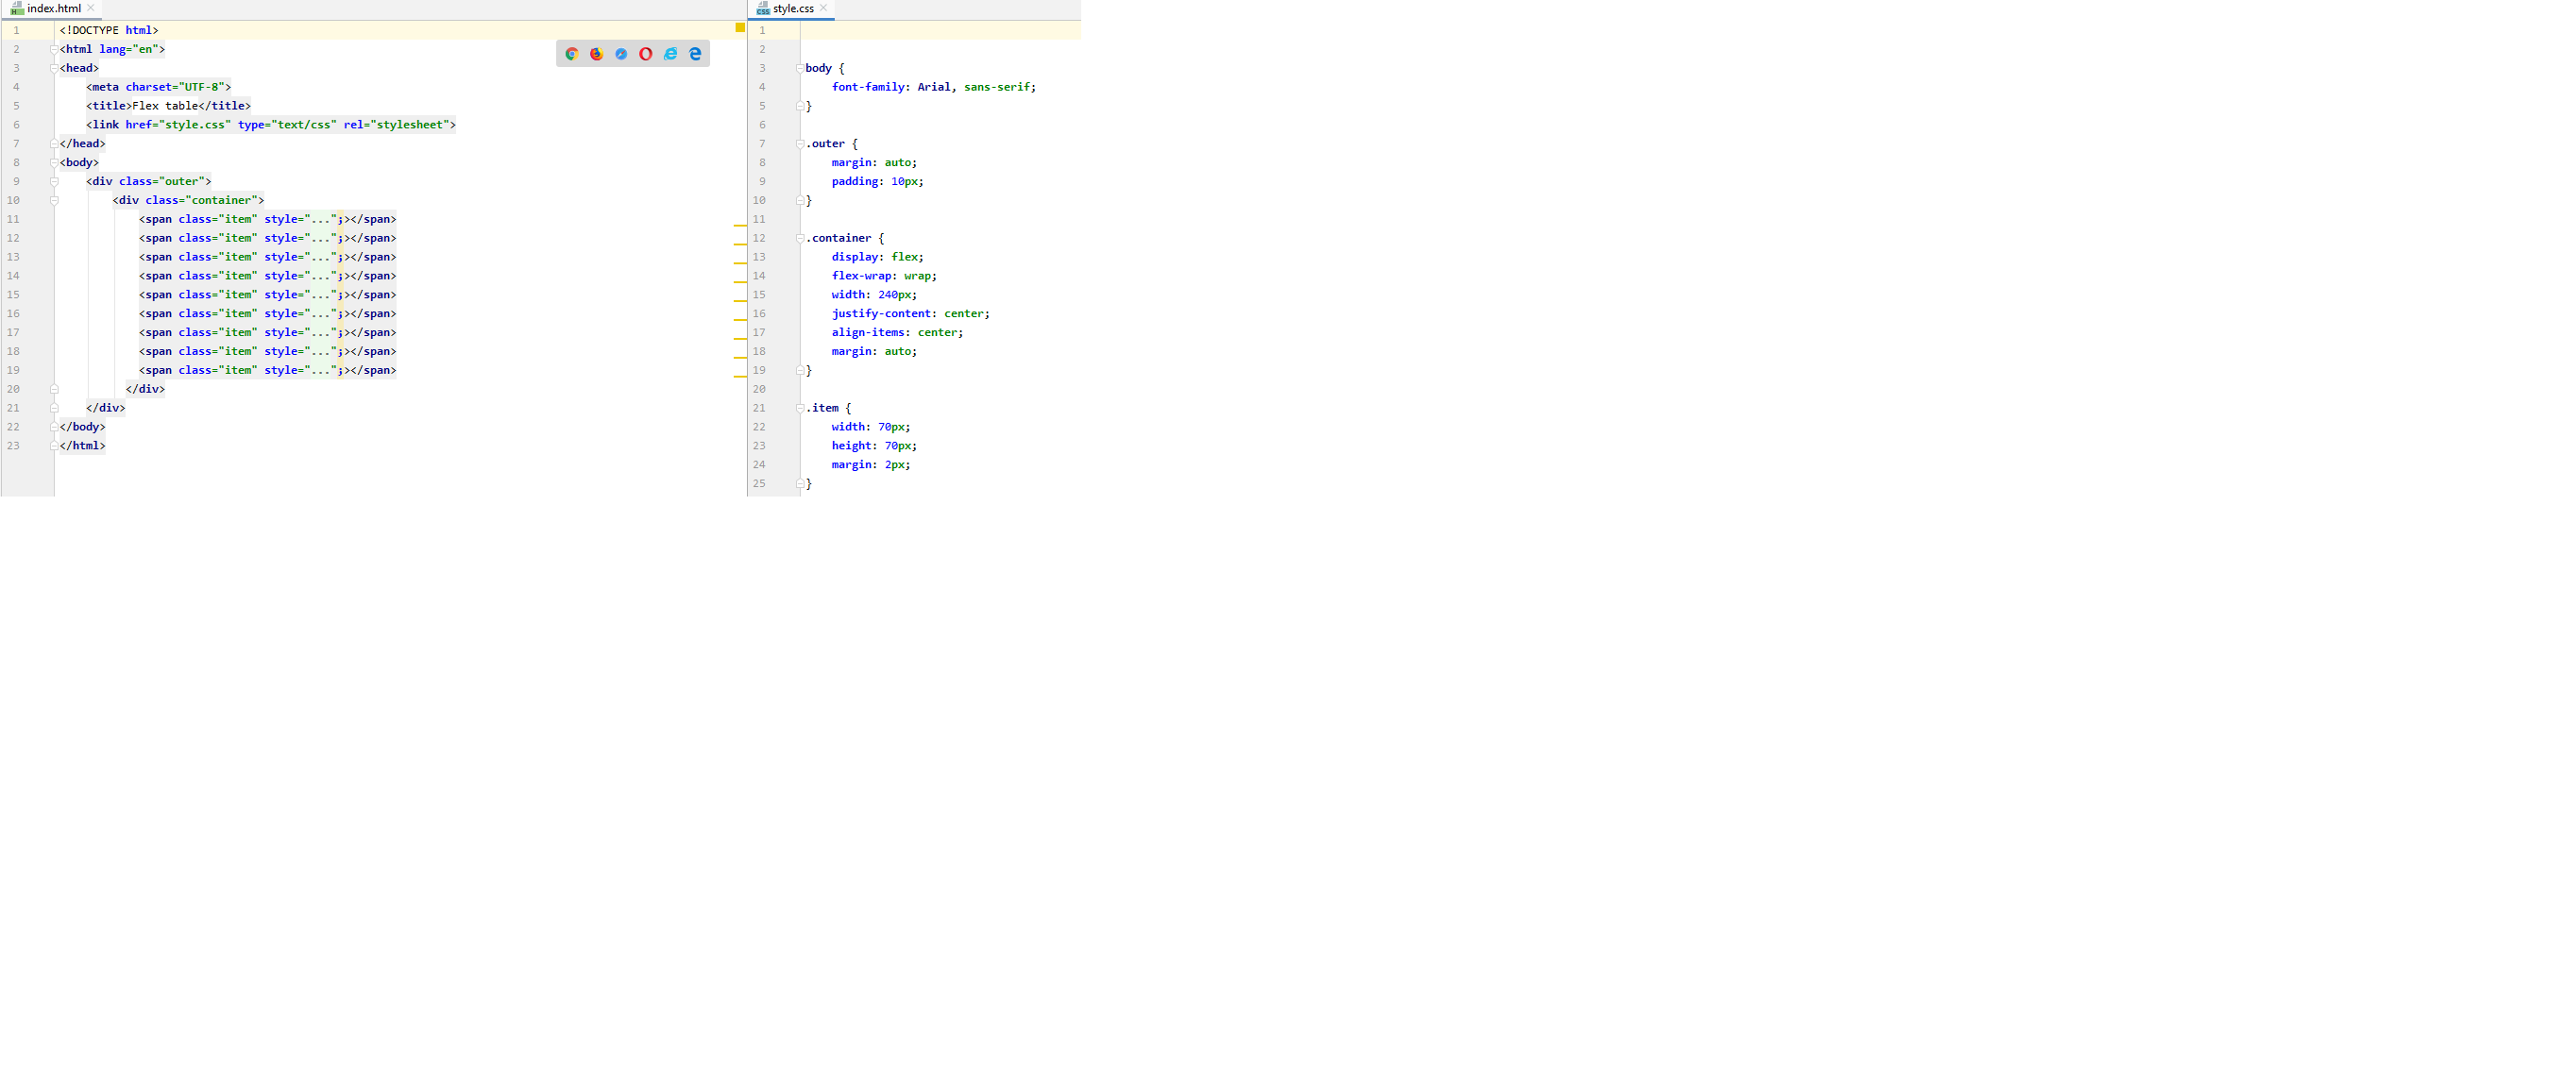 index.html
1 <!DOCTYPE html>
2 <html lang="en">
3 <head>
4 <meta charset="UTF-8">
5 <title>Flex table</title>
6 <link href="style.css" type="text/css" rel="stylesheet">
7 </head>
8 <body>
9 <div class="outer">
10 <div class="container">
11 <span class="item" style="...";></span>
12 <span class="item" style="...";></span>
13 <span class="item" style="...";></span>
14 <span class="item" style="...";></span>
15 <span class="item" style="...";></span>
16 <span class="item" style="...";></span>
17 <span class="item" style="...";></span>
18 <span class="item" style="...";></span>
19 <span class="item" style="...";></span>
20 </div>
21 </div>
22 </body>
23 </html>
style.css
1
2
3 body {
4 font-family: Arial, sans-serif;
5 }
6
7 .outer {
8 margin: auto;
9 padding: 10px;
10 }
11
12 .container {
13 display: flex;
14 flex-wrap: wrap;
15 width: 240px;
16 justify-content: center;
17 align-items: center;
18 margin: auto;
19 }
20
21 .item {
22 width: 70px;
23 height: 70px;
24 margin: 2px;
25 }